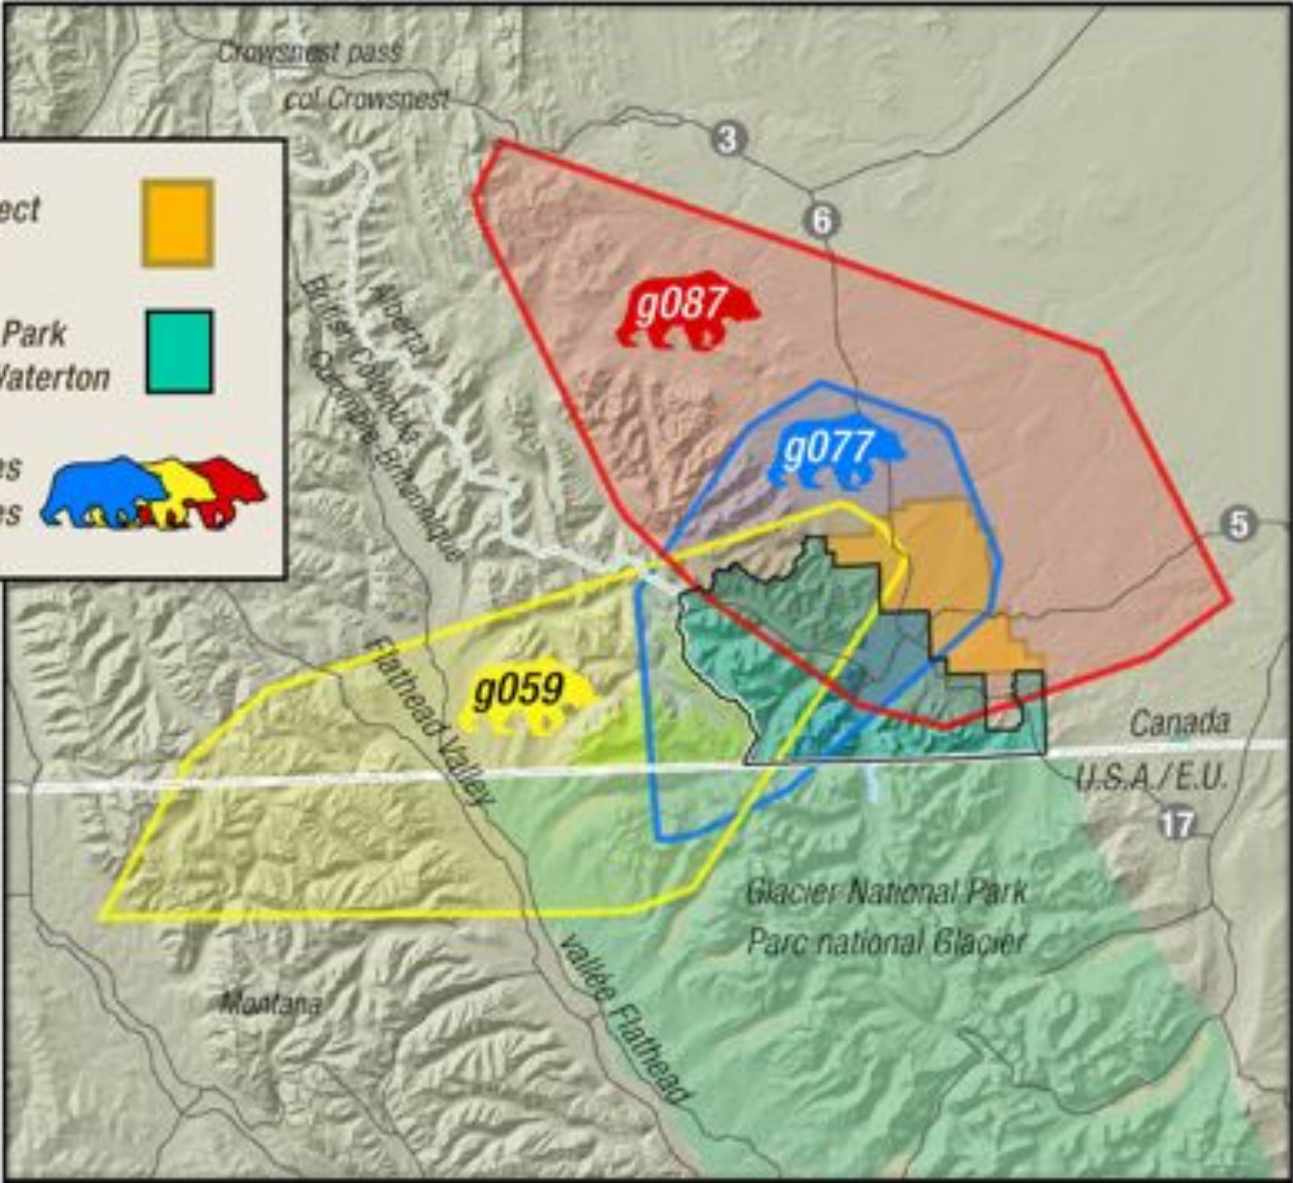 Crowsnest pass
col Crowsnest
3
ect
6
Park
Waterton
es
es
g087
Alberta
British Columbia
Colombie-Britannique
g077
5
g059
Flathead Valley
Canada
U.S.A./E.U.
17
Glacier National Park
Parc national Glacier
vallée Flathead
Montana